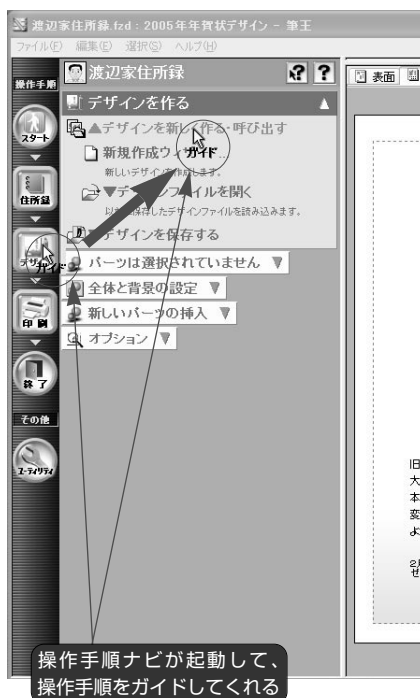 渡辺家住所録.fzd : 2005年年賀状デザイン - 筆王
ファイル(F) 編集(E) 選択(S) ヘルプ(H)
操作手順
渡辺家住所録
表面
デザインを作る
スタート
▲デザインを新しく作る・呼び出す
新規作成ウィ
ガイド
新しいデザインを作成します。
住所録
▼デザインファイルを開く
保存したデザインファイルを読み込みます。
デザインを保存する
ガイド
パーツは選択されていません ▼
全体と背景の設定 ▼
新しいパーツの挿入 ▼
印刷
オプション ▼
終了
その他
ユーティリティ
旧
大
本
変
よ
2月
せ
操作手順ナビが起動して、
操作手順をガイドしてくれる